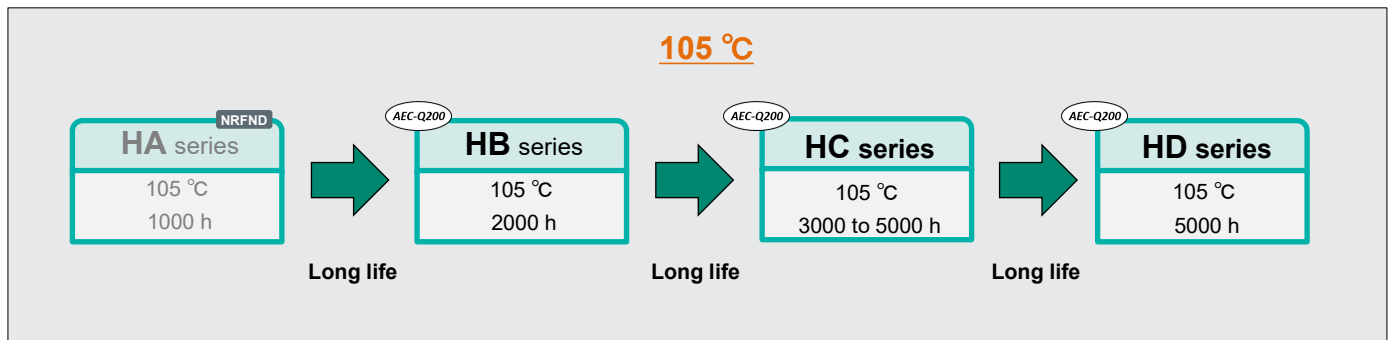 105 ℃
NRFND
HA series
105 ℃
1000 h
Long life
AEC-Q200
HB series
105 ℃
2000 h
Long life
AEC-Q200
HC series
105 ℃
3000 to 5000 h
Long life
AEC-Q200
HD series
105 ℃
5000 h